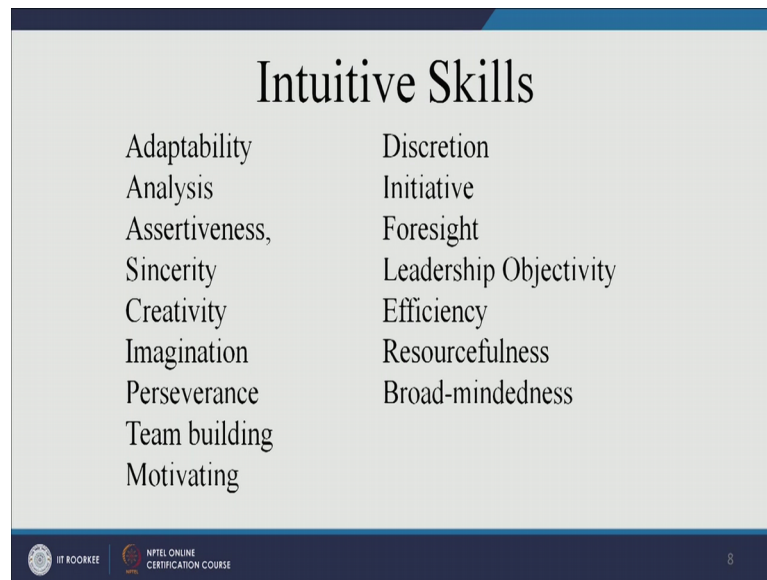 Intuitive Skills
Adaptability
Analysis
Assertiveness,
Sincerity
Creativity
Imagination
Perseverance
Team building
Motivating
Discretion
Initiative
Foresight
Leadership Objectivity
Efficiency
Resourcefulness
Broad-mindedness
IIT ROORKEE
NPTEL ONLINE
CERTIFICATION COURSE
8